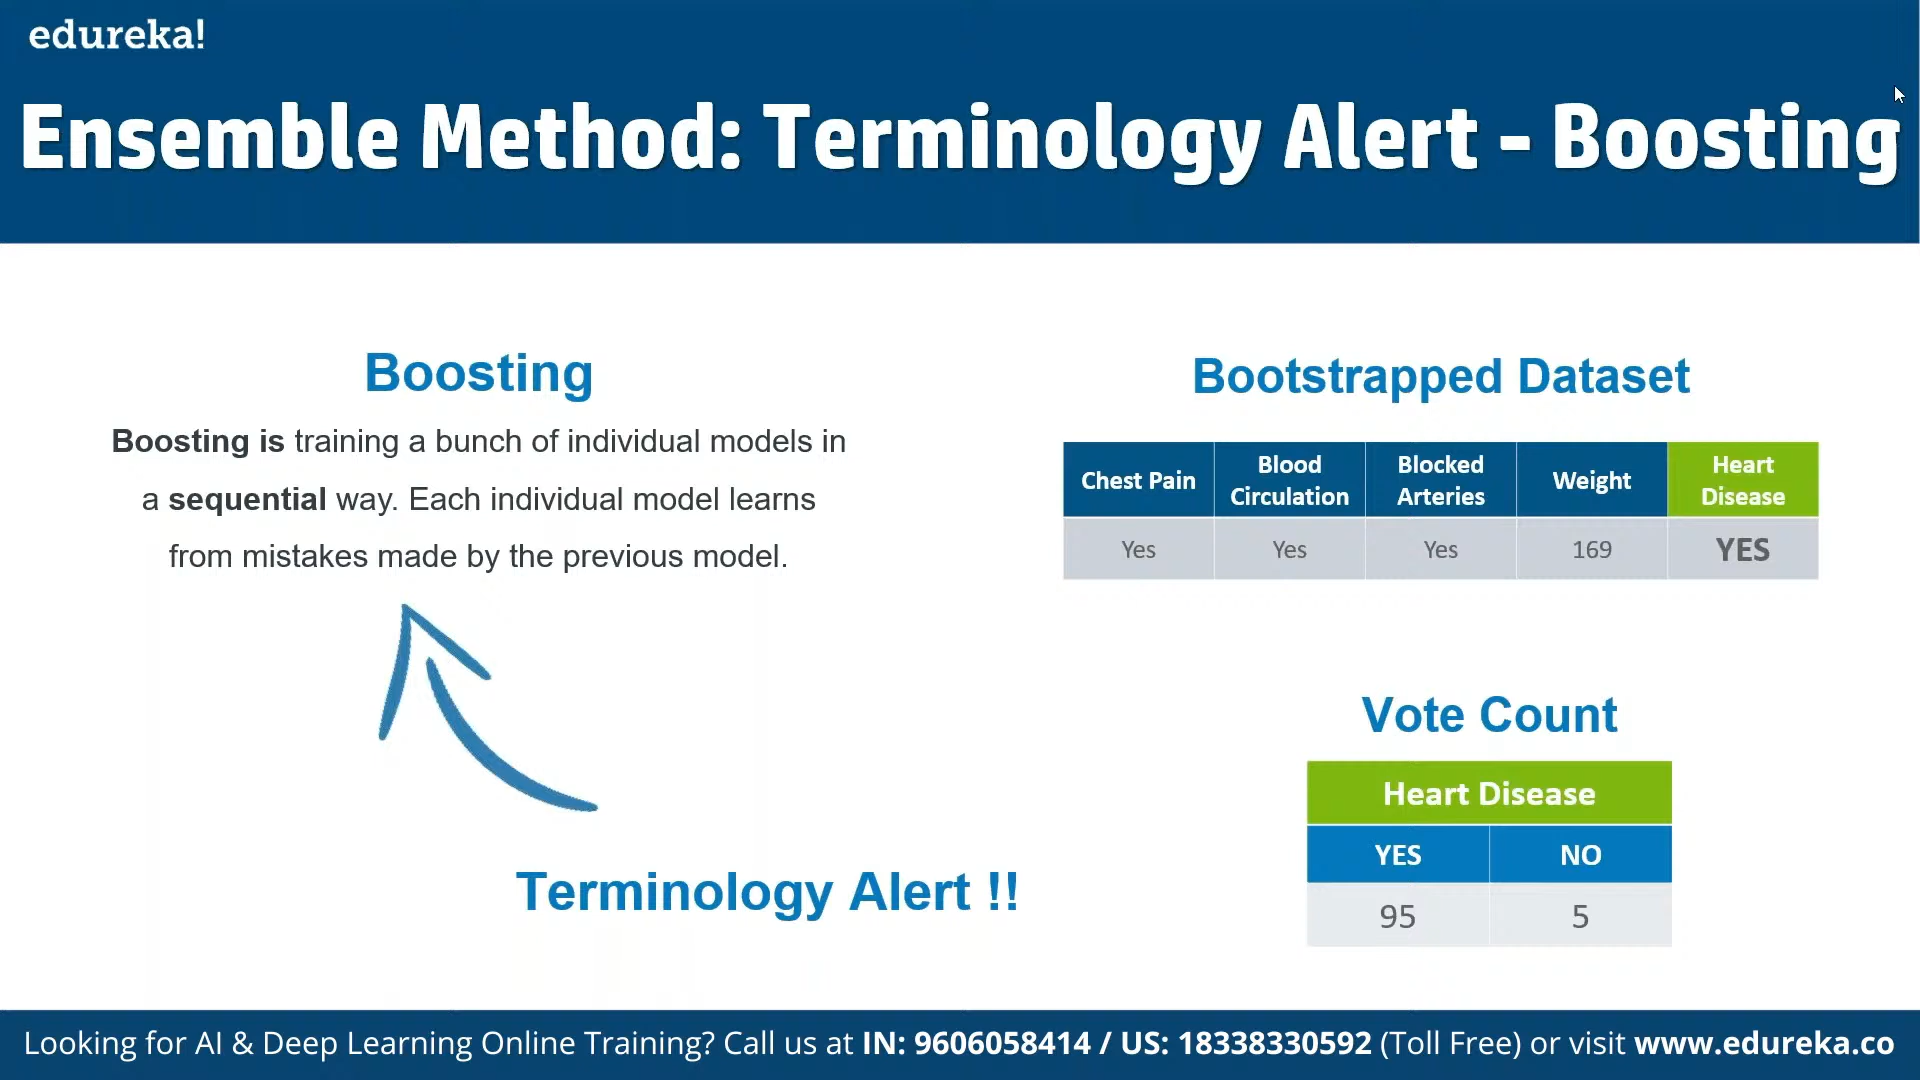 edureka!
Ensemble Method: Terminology Alert - Boosting
Boosting
Boosting is training a bunch of individual models in
a sequential way. Each individual model learns
from mistakes made by the previous model.
Terminology Alert !!
Bootstrapped Dataset
Chest Pain Blood Circulation Blocked Arteries Weight Heart Disease
Yes Yes Yes 169 YES
Vote Count
Heart Disease
YES NO
95 5
Looking for AI & Deep Learning Online Training? Call us at IN: 9606058414 / US: 18338330592 (Toll Free) or visit www.edureka.co